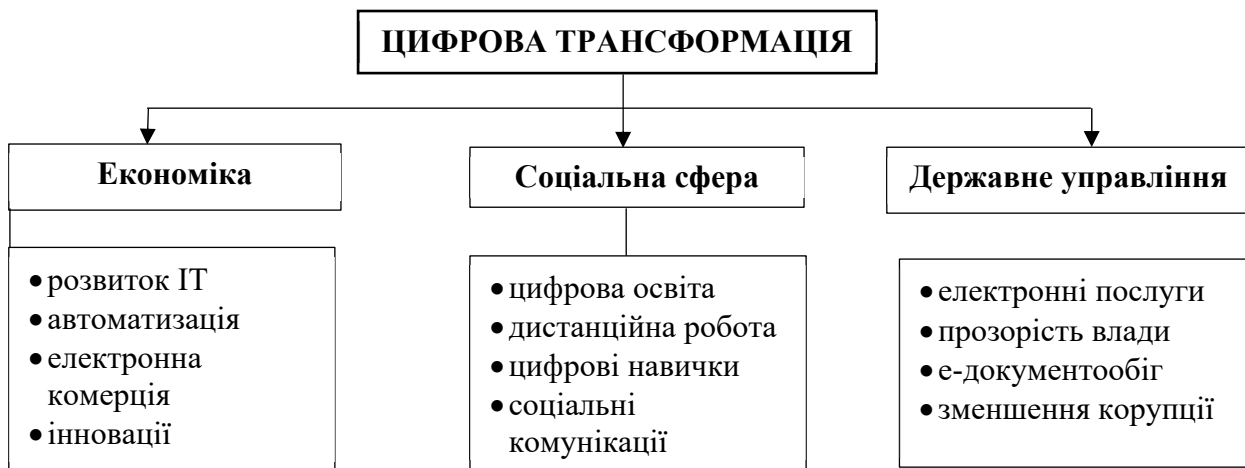 ЦИФРОВА ТРАНСФОРМАЦІЯ
Економіка
Соціальна сфера
Державне управління
• розвиток ІТ
• автоматизація
• електронна
комерція
• інновації
• цифрова освіта
• дистанційна робота
• цифрові навички
• соціальні
комунікації
• електронні послуги
• прозорість влади
• е-документообіг
• зменшення корупції